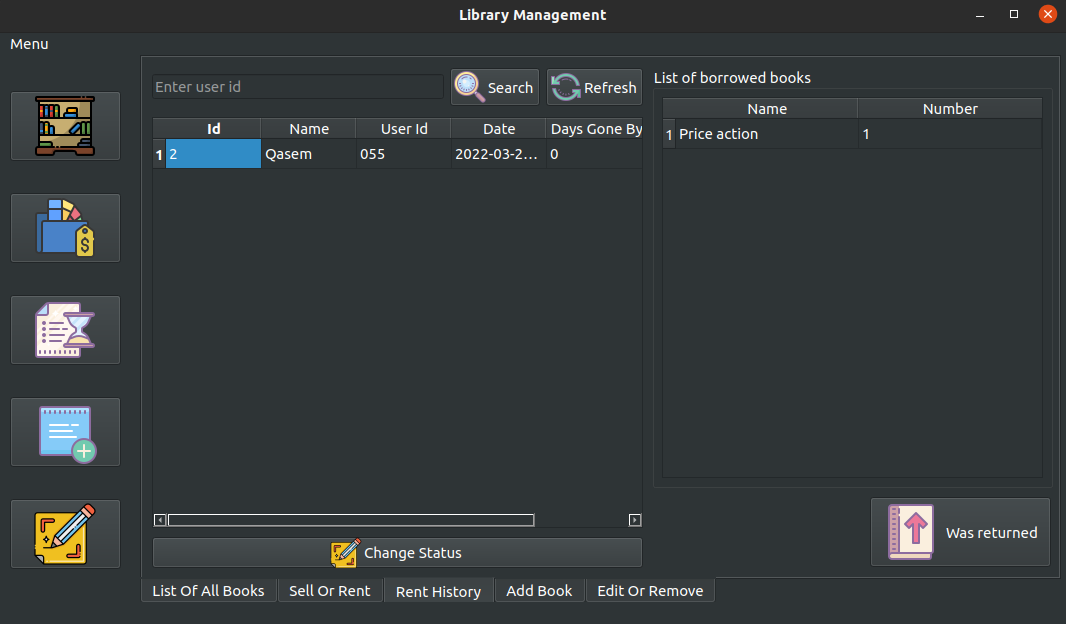 Library Management
Menu
Enter user id
Search
Refresh
List of borrowed books
Id Name User Id Date Days Gone By
1 2 Qasem 055 2022-03-2... 0
Name Number
1 Price action 1
Change Status
Was returned
List Of All Books Sell Or Rent Rent History Add Book Edit Or Remove